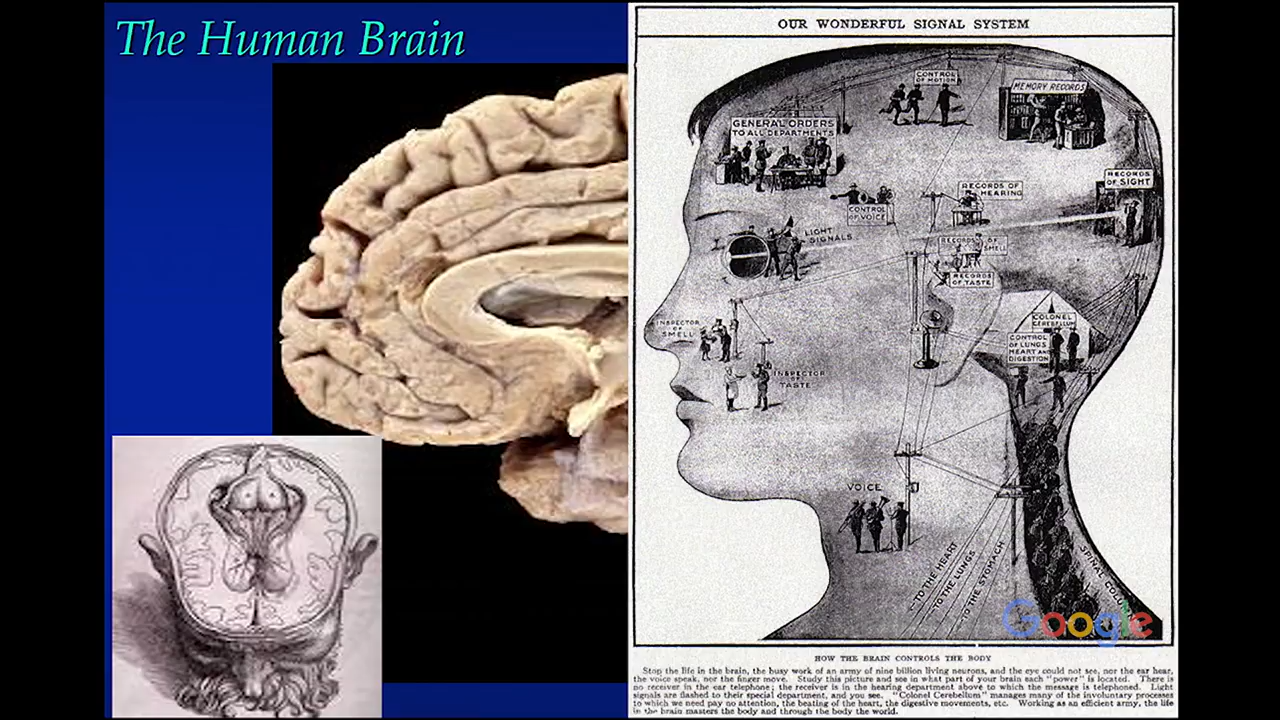 The Human Brain
OUR WONDERFUL SIGNAL SYSTEM
CONTROL
OF MOTION
MEMORY RECORDS
GENERAL ORDERS
TO ALL DEPARTMENTS
RECORDS
OF SIGHT
RECORDS OF
HEARING
CONTROL
OF VOICE
LIGHT
SIGNALS
RECORDS OF
SMELL
RECORDS
OF TASTE
COLONEL
CEREBELLUM
INSPECTOR
OF
SMELL
CONTROL
OF LUNGS
HEART AND
DIGESTION
INSPECTOR
OF
TASTE
VOICE
TO THE HEART
TO THE LUNGS
TO THE STOMACH
SPINAL
Google
HOW THE BRAIN CONTROLS THE BODY
Stop the life in the brain, the busy work of an army of nine billion living neurons, and the eye could not see, nor the ear hear,
the voice speak, nor the finger move. Study this picture and see in what part of your brain each "power" is located. There is
no receiver in the ear telephone; the receiver is in the hearing department above to which the message is telephoned. Light
signals are dashed to their special department, and you see. "Colonel Cerebellum" manages many of the involuntary processes
to which we need pay no attention, the beating of the heart, the digestive movements, etc. Working as an efficient army, the life
in the brain masters the body and through the body the world.